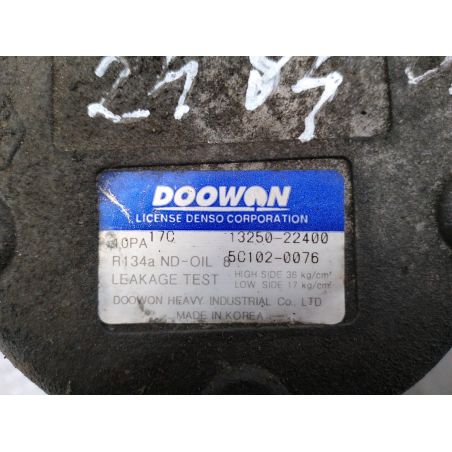 DOOWON
LICENSE DENSO CORPORATION
10PA17C 13250-22400
R134a ND-OIL 8 5C102-0076
LEAKAGE TEST HIGH SIDE 36 kg/cm²
LOW SIDE 17 kg/cm²
DOOWON HEAVY INDUSTRIAL Co., LTD
MADE IN KOREA